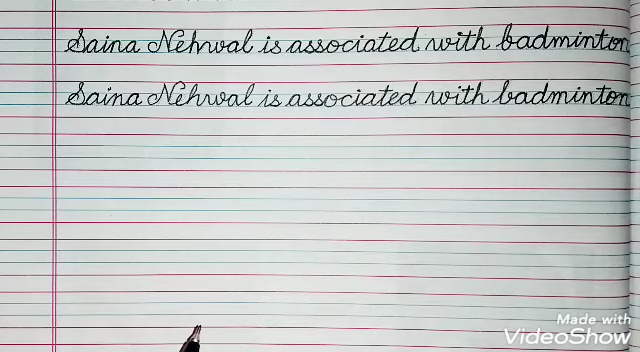 Saina Nehwal is associated with badminton
Saina Nehwal is associated with badminton
Made with
VideoShow